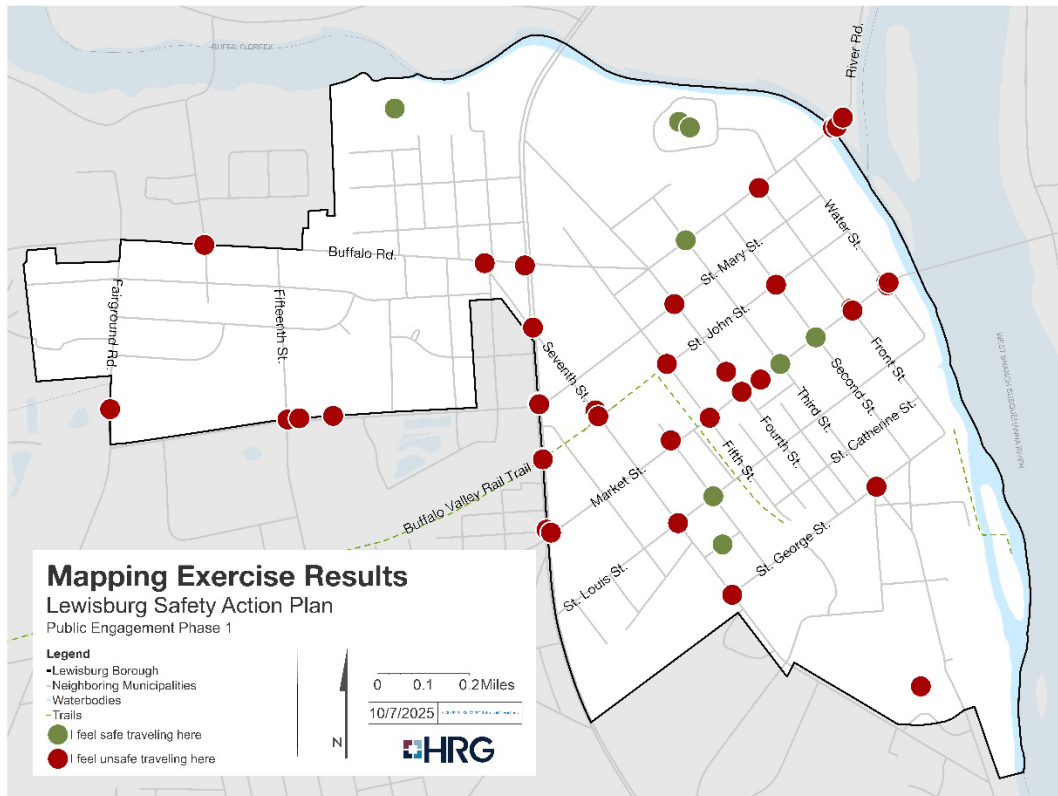 BUFFALO CREEK
River Rd.
Water St.
Buffalo Rd.
St. Mary St.
Fairground Rd.
Fifteenth St.
St. John St.
Seventh St.
Front St.
Second St.
Third St.
St. Catherine St.
Fourth St.
Fifth St.
WEST BRANCH SUSQUEHANNA RIVER
Market St.
Buffalo Valley Rail Trail
St. George St.
St. Louis St.
Mapping Exercise Results
Lewisburg Safety Action Plan
Public Engagement Phase 1
Legend
Lewisburg Borough
Neighboring Municipalities
Waterbodies
Trails
I feel safe traveling here
I feel unsafe traveling here
N
0 0.1 0.2 Miles
10/7/2025
HRG